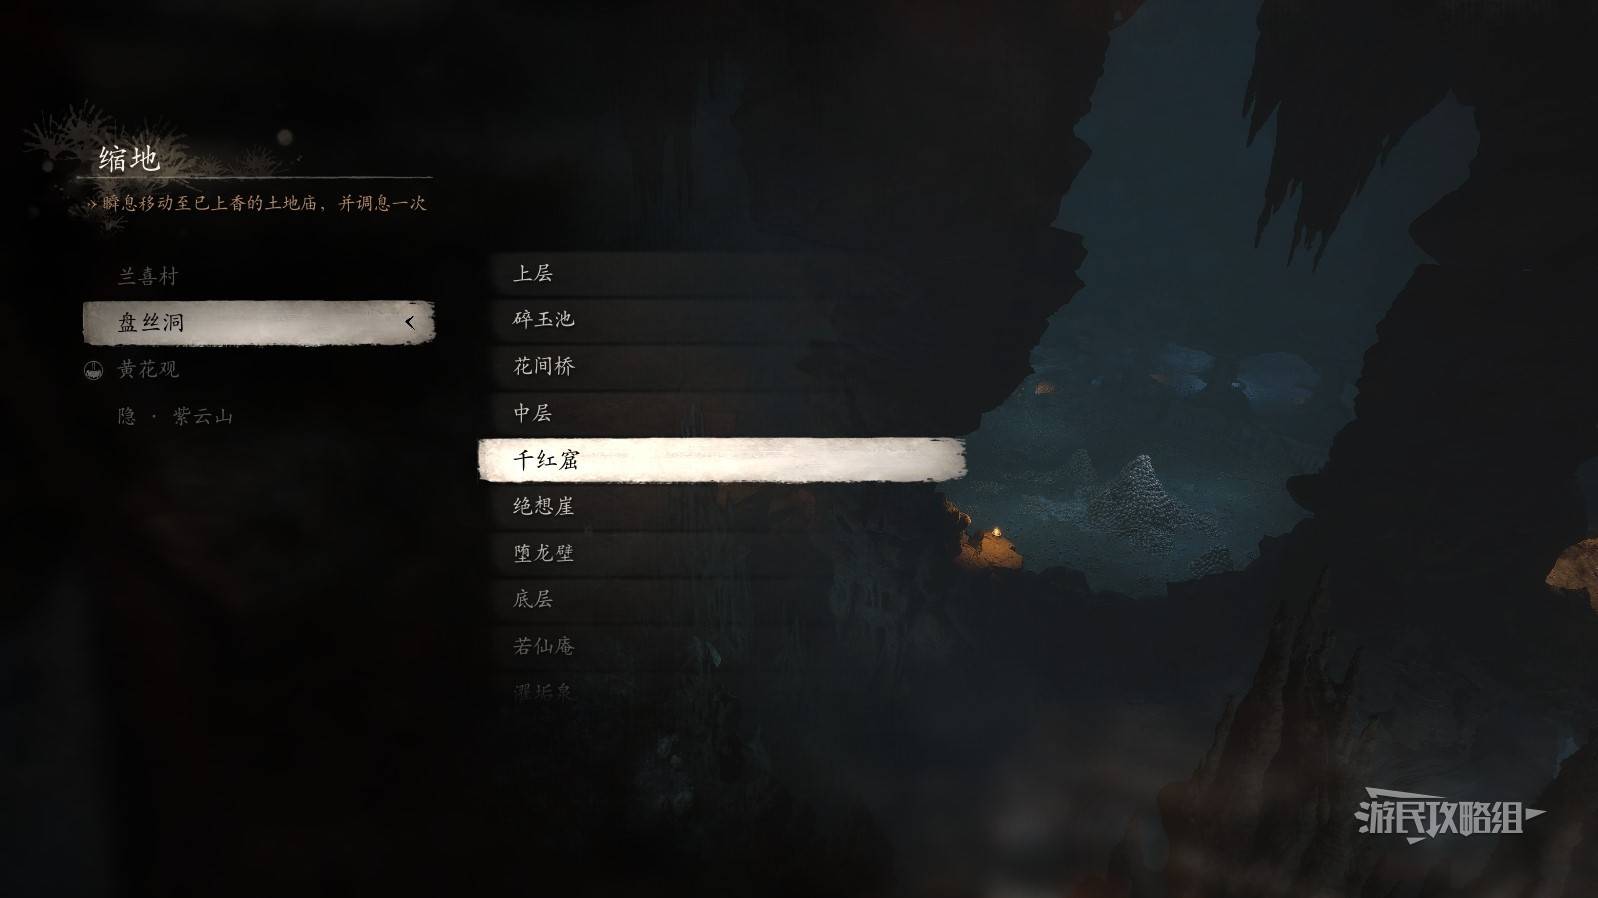 缩地
瞬息移动至已上香的土地庙，并调息一次
兰喜村
盘丝洞
黄花观
隐 · 紫云山
上层
碎玉池
花间桥
中层
千红窟
绝想崖
堕龙壁
底层
若仙庵
濯垢泉
游民攻略组